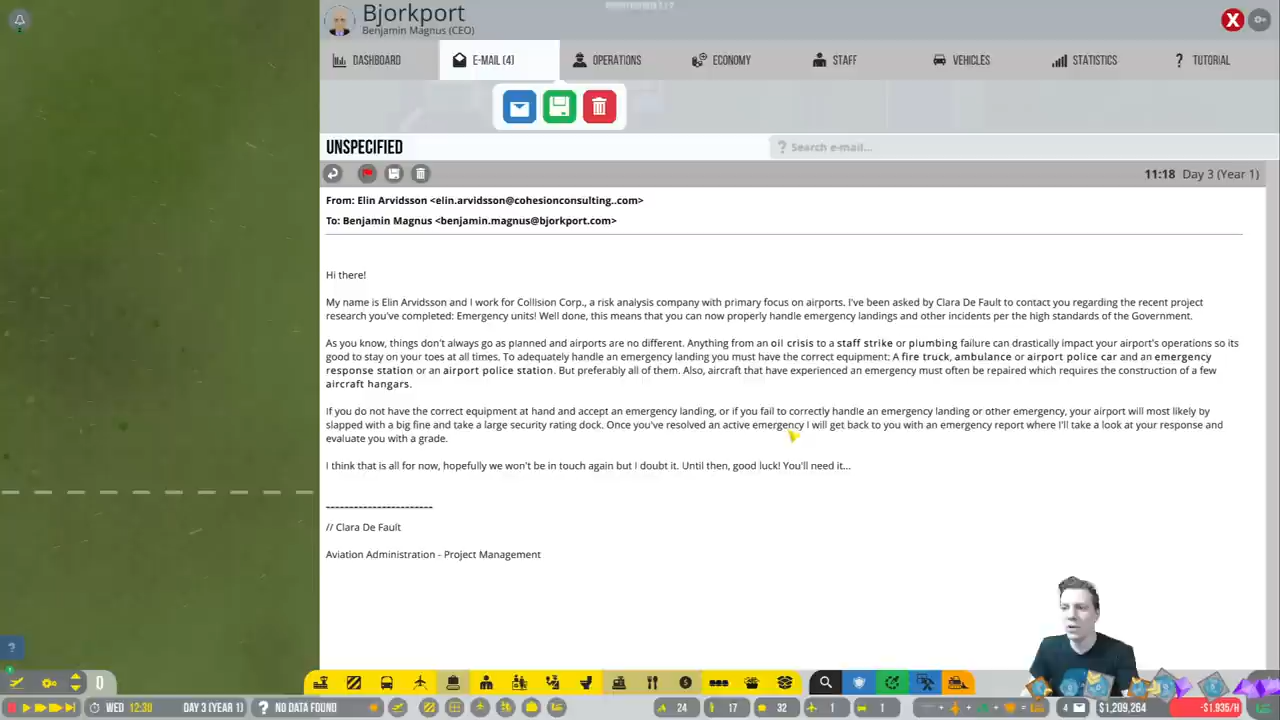 Bjorkport
Benjamin Magnus (CEO)
DASHBOARD
E-MAIL (4)
OPERATIONS
ECONOMY
STAFF
VEHICLES
STATISTICS
? TUTORIAL
UNSPECIFIED
? Search e-mail...
11:18 Day 3 (Year 1)
From: Elin Arvidsson <elin.arvidsson@cohesionconsulting..com>
To: Benjamin Magnus <benjamin.magnus@bjorkport.com>
Hi there!
My name is Elin Arvidsson and I work for Collision Corp., a risk analysis company with primary focus on airports. I've been asked by Clara De Fault to contact you regarding the recent project
research you've completed: Emergency units! Well done, this means that you can now properly handle emergency landings and other incidents per the high standards of the Government.
As you know, things don't always go as planned and airports are no different. Anything from an oil crisis to a staff strike or plumbing failure can drastically impact your airport's operations so its
good to stay on your toes at all times. To adequately handle an emergency landing you must have the correct equipment: A fire truck, ambulance or airport police car and an emergency
response station or an airport police station. But preferably all of them. Also, aircraft that have experienced an emergency must often be repaired which requires the construction of a few
aircraft hangars.
If you do not have the correct equipment at hand and accept an emergency landing, or if you fail to correctly handle an emergency landing or other emergency, your airport will most likely by
slapped with a big fine and take a large security rating dock. Once you've resolved an active emergency I will get back to you with an emergency report where I'll take a look at your response and
evaluate you with a grade.
I think that is all for now, hopefully we won't be in touch again but I doubt it. Until then, good luck! You'll need it...
-----------------------
// Clara De Fault
Aviation Administration - Project Management
?
0
WED 12:39
DAY 3 (YEAR 1)
? NO DATA FOUND
24
17
32
1
1
4
$1,209,264
-$1.935/H